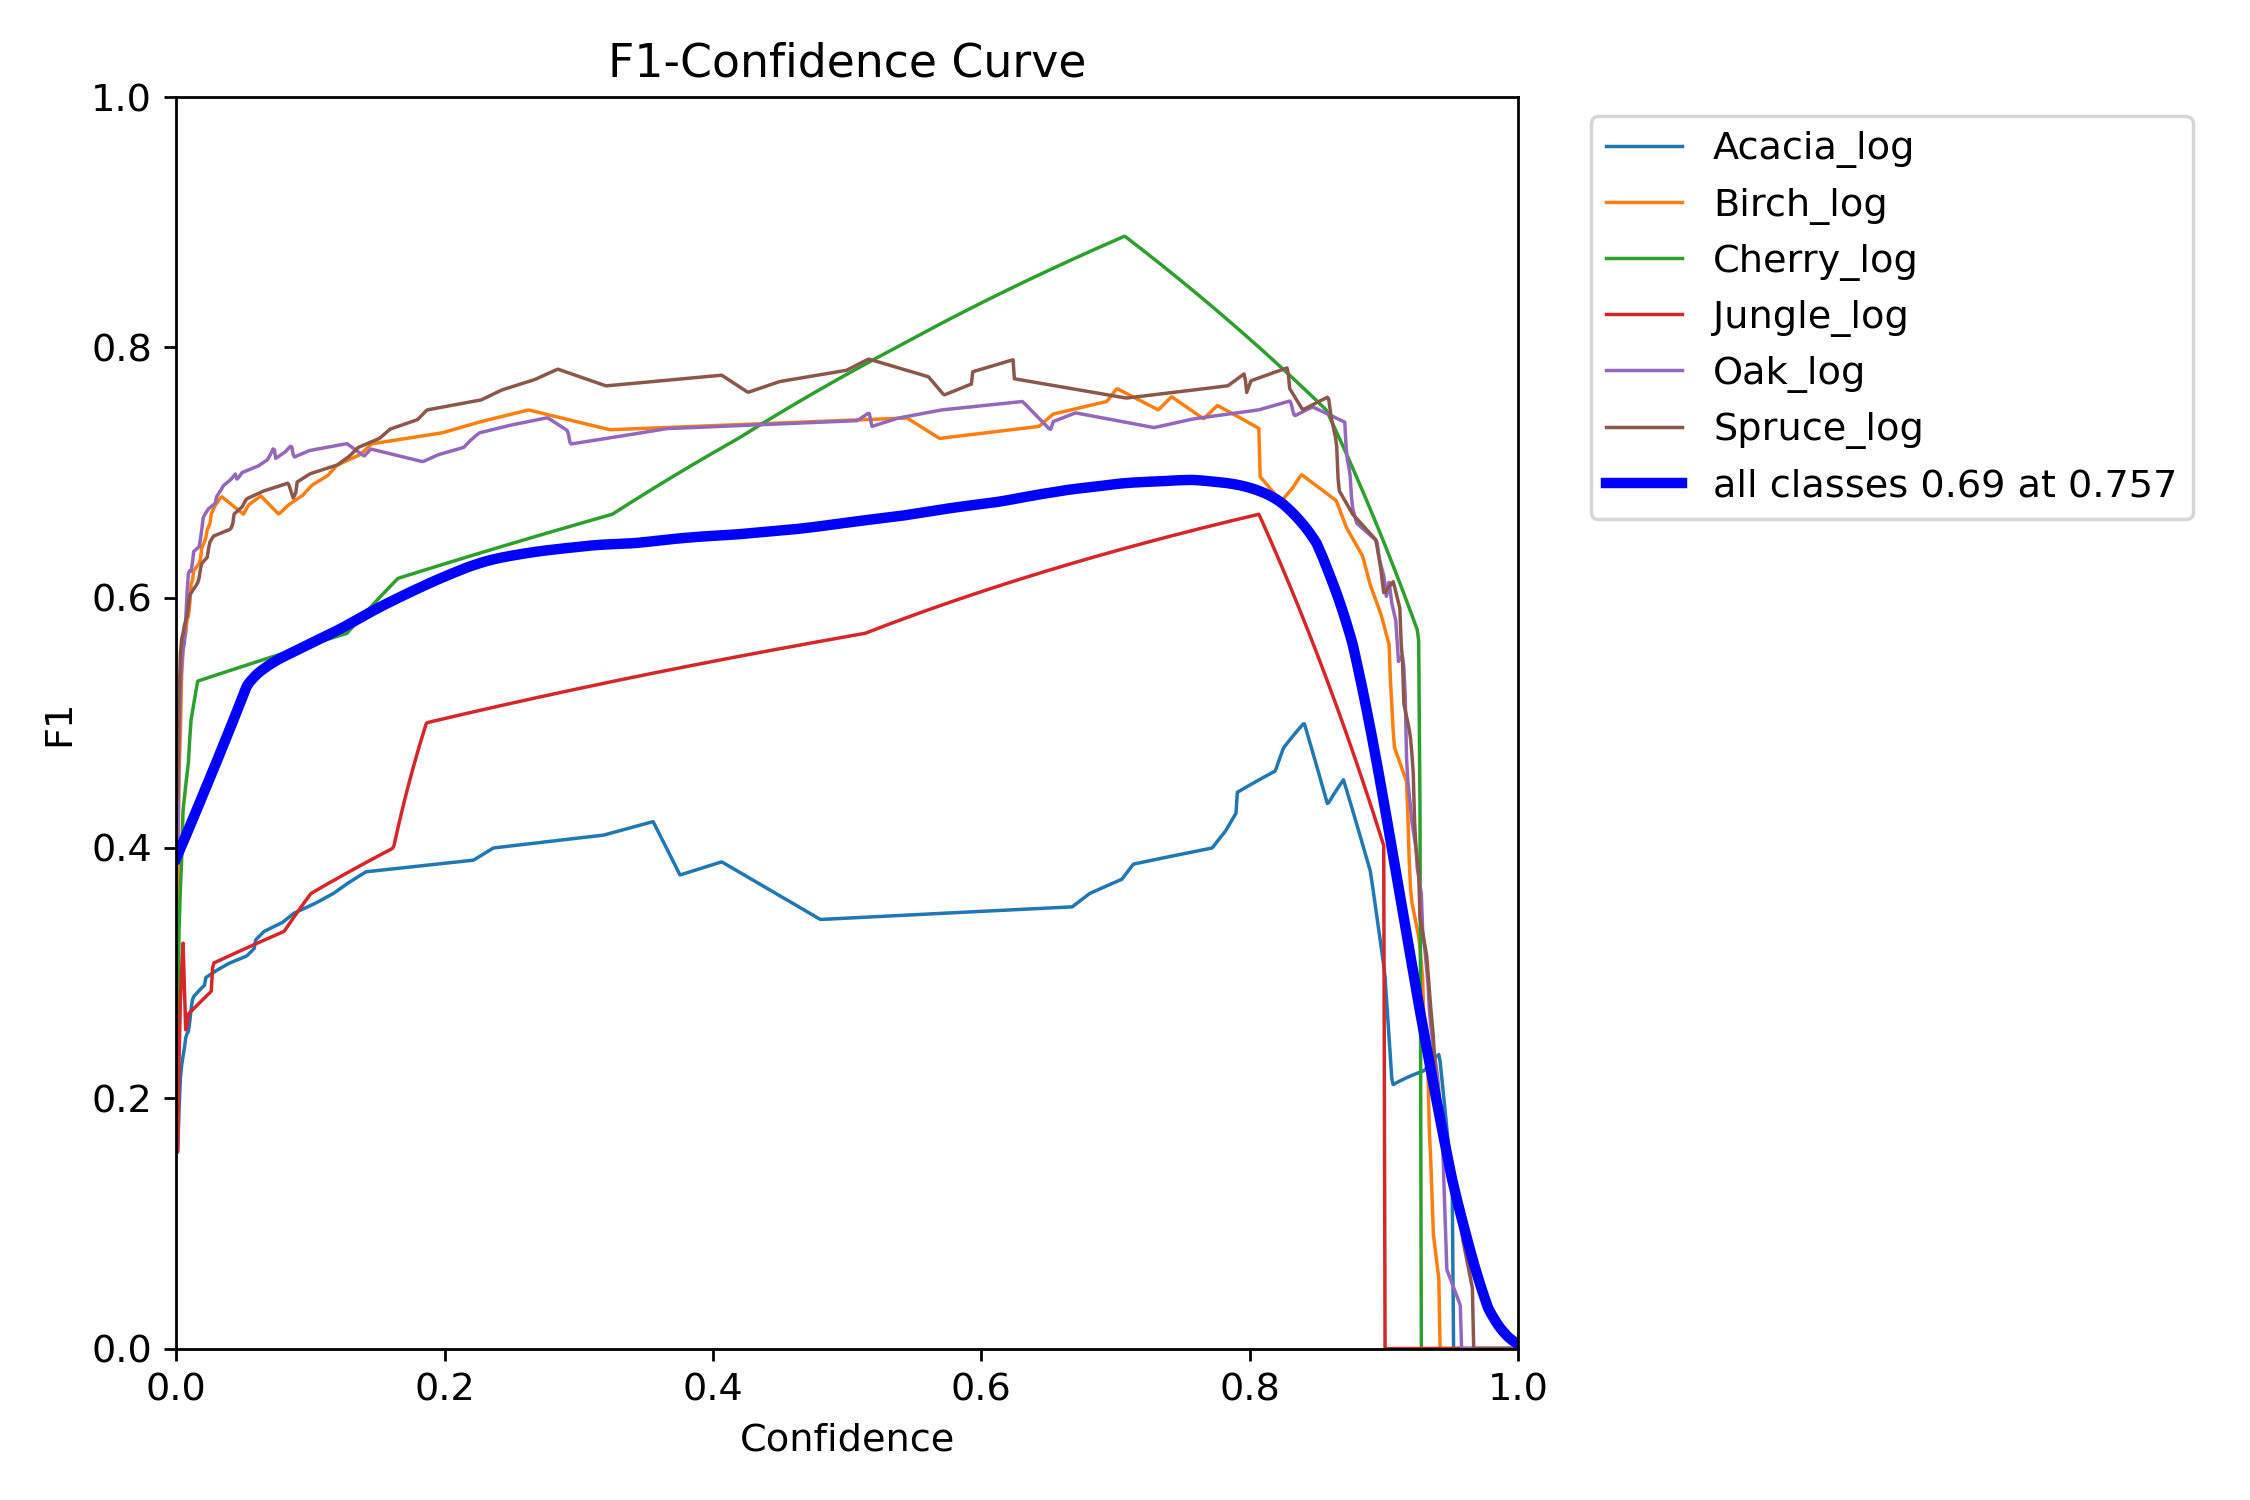 F1-Confidence Curve
1.0
0.8
0.6
0.4
0.2
0.0
F1
0.0 0.2 0.4 0.6 0.8 1.0
Confidence
Acacia_log
Birch_log
Cherry_log
Jungle_log
Oak_log
Spruce_log
all classes 0.69 at 0.757